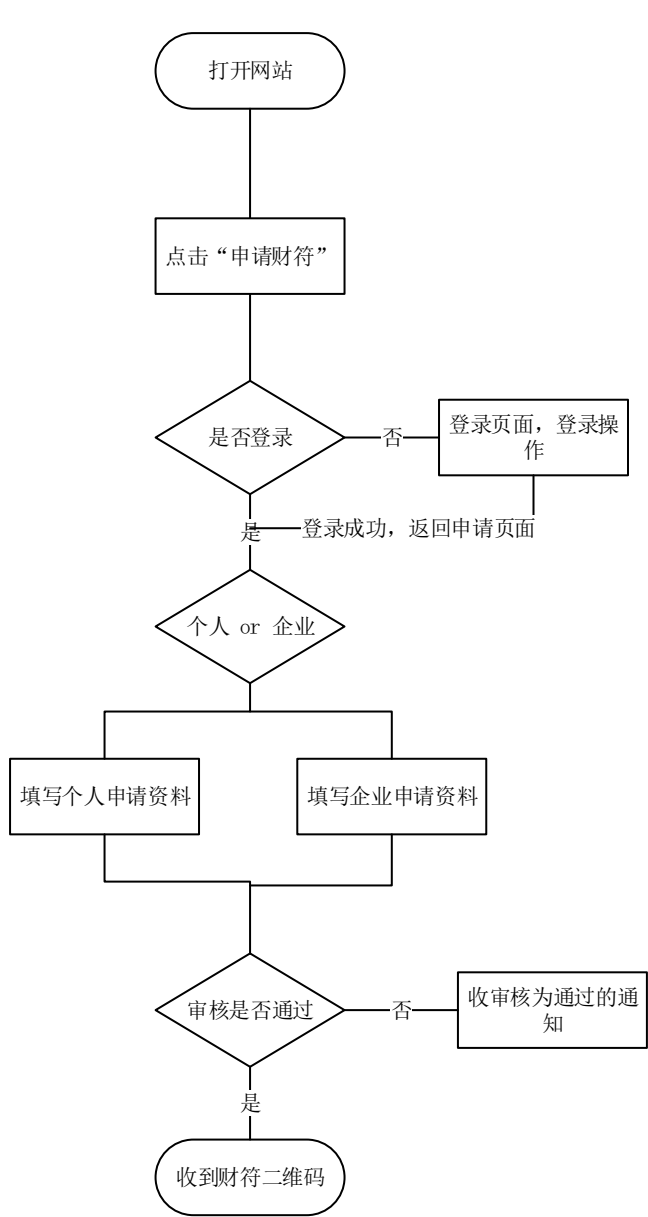 打开网站
点击“申请财符”
是否登录
否
登录页面，登录操
作
是
登录成功，返回申请页面
个人 or 企业
填写个人申请资料
填写企业申请资料
审核是否通过
否
收审核为通过的通
知
是
收到财符二维码